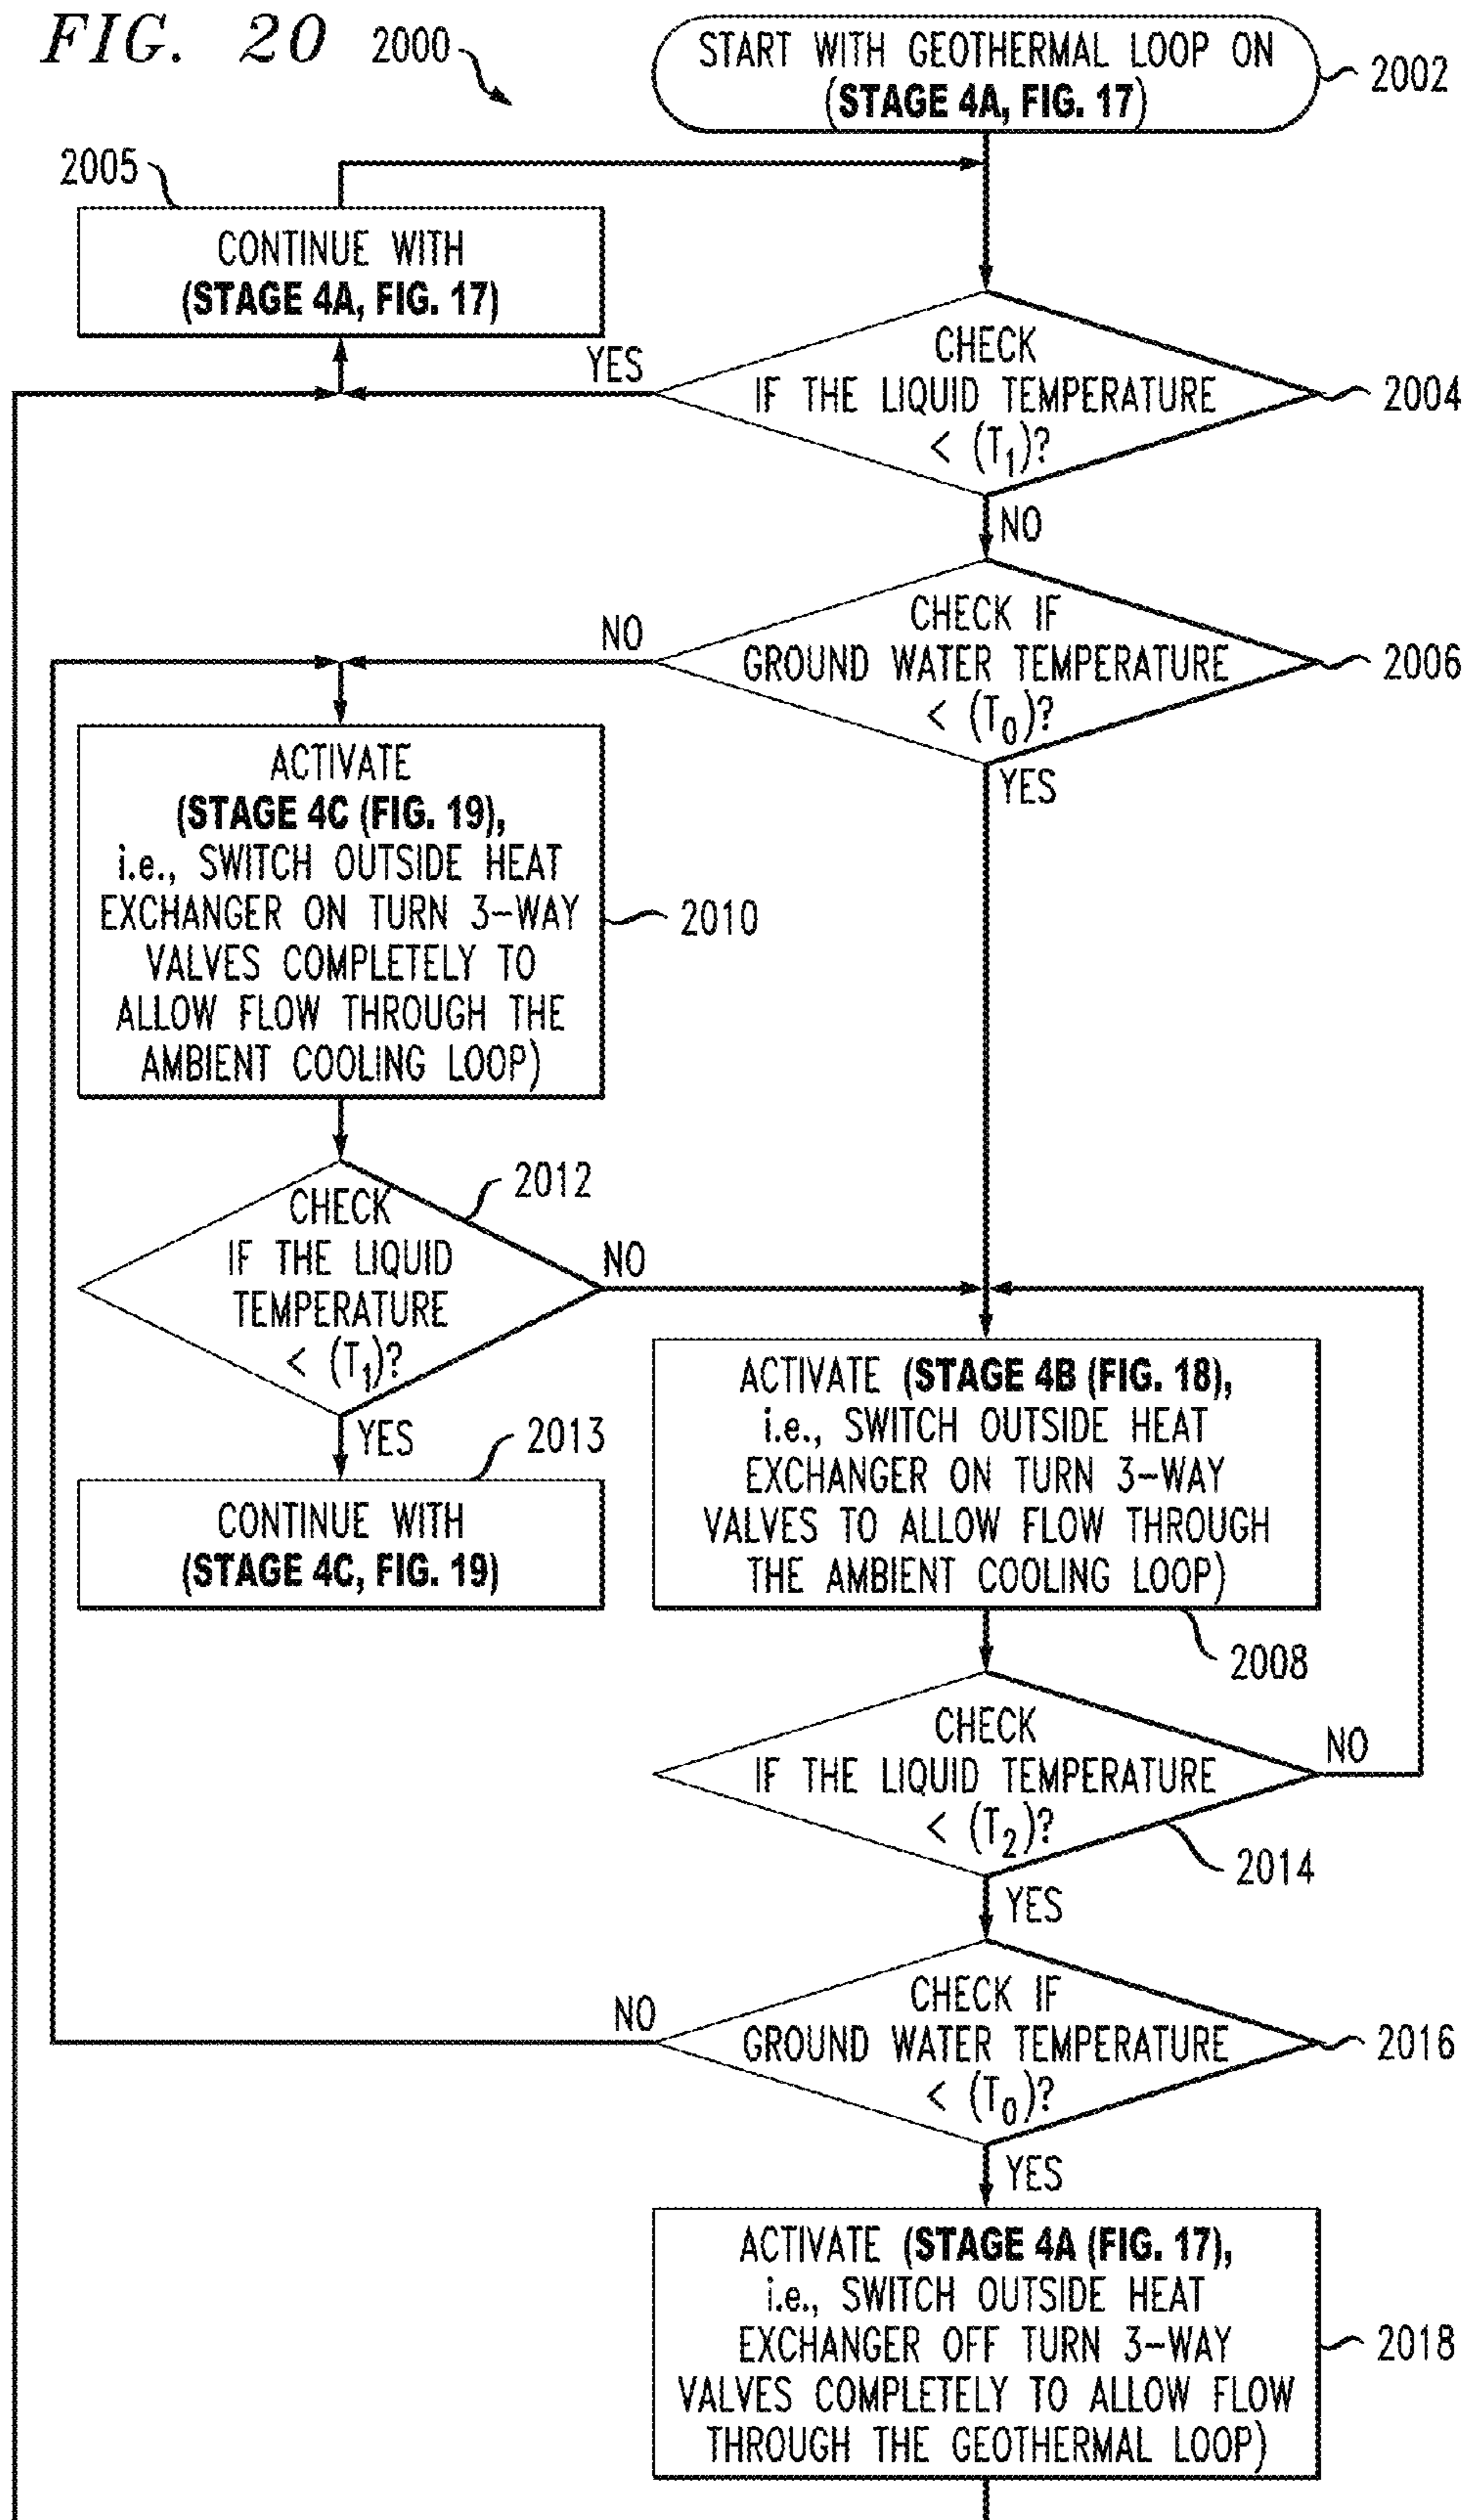 FIG. 20
2000
START WITH GEOTHERMAL LOOP ON
(STAGE 4A, FIG. 17)
2002
2005
CONTINUE WITH
(STAGE 4A, FIG. 17)
YES
CHECK
IF THE LIQUID TEMPERATURE
< (T1)?
2004
NO
NO
CHECK IF
GROUND WATER TEMPERATURE
< (T0)?
2006
YES
ACTIVATE
(STAGE 4C (FIG. 19),
i.e., SWITCH OUTSIDE HEAT
EXCHANGER ON TURN 3-WAY
VALVES COMPLETELY TO
ALLOW FLOW THROUGH THE
AMBIENT COOLING LOOP)
2010
2012
CHECK
IF THE LIQUID
TEMPERATURE
< (T1)?
NO
YES
2013
CONTINUE WITH
(STAGE 4C, FIG. 19)
ACTIVATE (STAGE 4B (FIG. 18),
i.e., SWITCH OUTSIDE HEAT
EXCHANGER ON TURN 3-WAY
VALVES TO ALLOW FLOW THROUGH
THE AMBIENT COOLING LOOP)
2008
CHECK
IF THE LIQUID TEMPERATURE
< (T2)?
NO
2014
YES
NO
CHECK IF
GROUND WATER TEMPERATURE
< (T0)?
2016
YES
ACTIVATE (STAGE 4A (FIG. 17),
i.e., SWITCH OUTSIDE HEAT
EXCHANGER OFF TURN 3-WAY
VALVES COMPLETELY TO ALLOW FLOW
THROUGH THE GEOTHERMAL LOOP)
2018